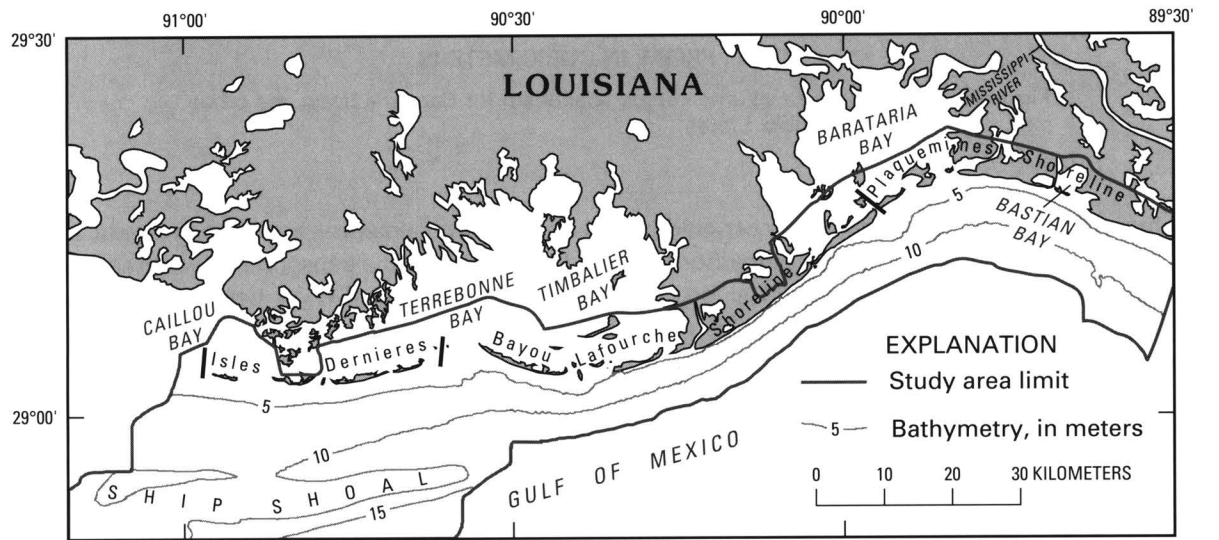 91°00'
90°30'
90°00'
89°30'
29°30'
LOUISIANA
MISSISSIPPI
RIVER
BARATARIA
BAY
Plaquemines Shoreline
5
BASTIAN
BAY
10
TIMBALIER
BAY
TERREBONNE
BAY
CAILLOU
BAY
Shoreline
Isles Dernieres
Bayou Lafourche
EXPLANATION
Study area limit
5
29°00'
5 Bathymetry, in meters
10
GULF OF MEXICO
0 10 20 30 KILOMETERS
SHIP SHOAL
15